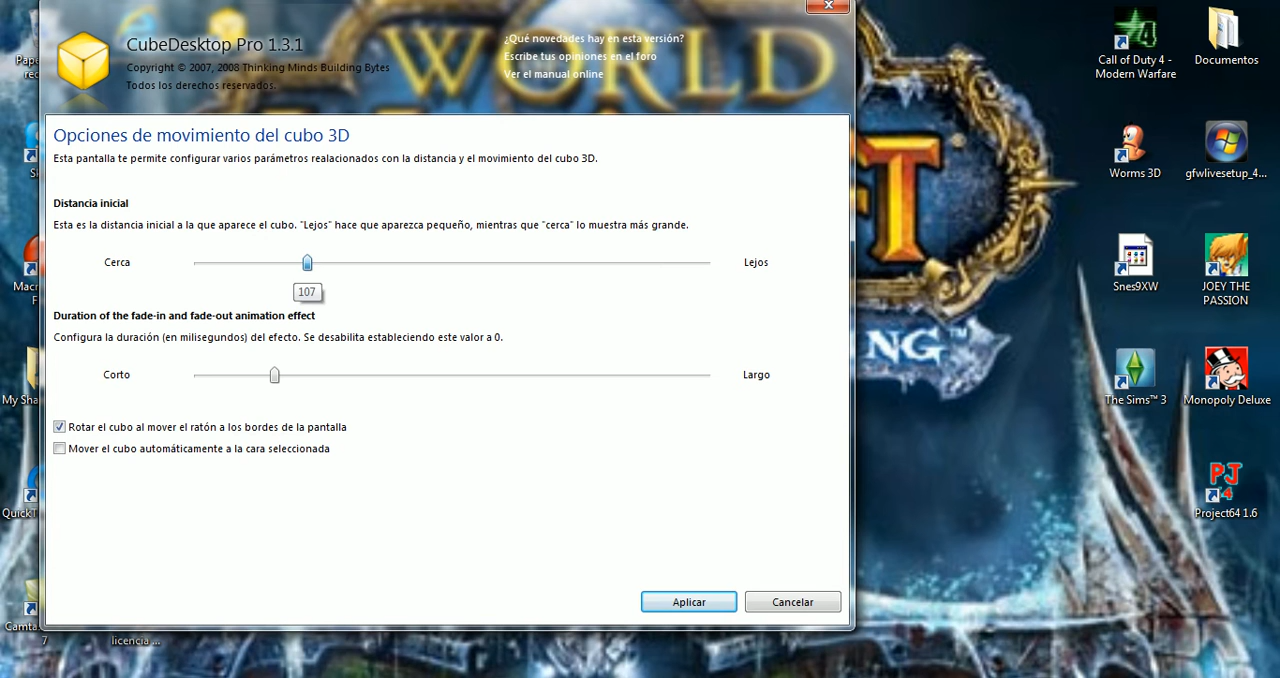 CubeDesktop Pro 1.3.1
Copyright © 2007, 2008 Thinking Minds Building Bytes
Todos los derechos reservados.
¿Qué novedades hay en esta versión?
Escribe tus opiniones en el foro
Ver el manual online
WORLD
Opciones de movimiento del cubo 3D
Esta pantalla te permite configurar varios parámetros realacionados con la distancia y el movimiento del cubo 3D.
Distancia inicial
Esta es la distancia inicial a la que aparece el cubo. "Lejos" hace que aparezca pequeño, mientras que "cerca" lo muestra más grande.
Cerca
Lejos
107
Duration of the fade-in and fade-out animation effect
Configura la duración (en milisegundos) del efecto. Se desabilita estableciendo este valor a 0.
Corto
Largo
Rotar el cubo al mover el ratón a los bordes de la pantalla
Mover el cubo automáticamente a la cara seleccionada
Aplicar
Cancelar
My Sha
QuickT
Camta
7
licencia ...
FT
NG™
Call of Duty 4 -
Modern Warfare
Documentos
Worms 3D
gfwlivesetup_4...
Snes9XW
JOEY THE
PASSION
The Sims™ 3
Monopoly Deluxe
PJ
64
Project64 1.6